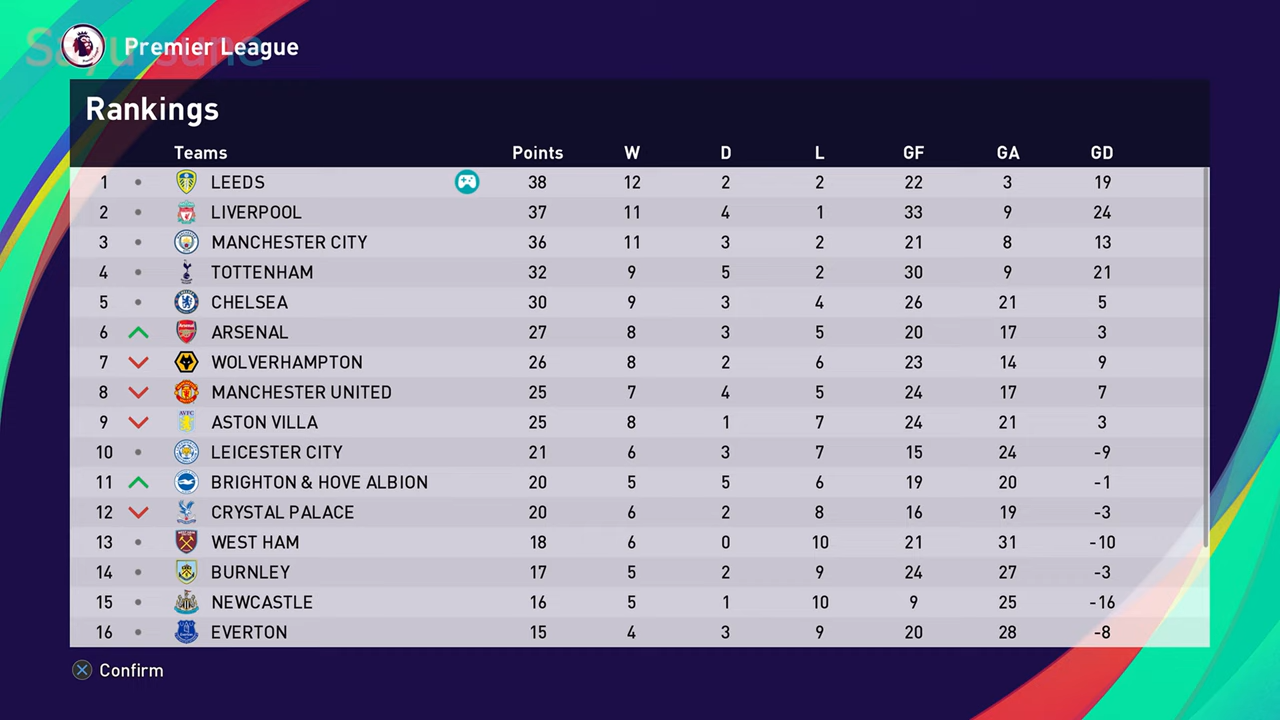 Sayu sune
Premier League
Rankings
Teams Points W D L GF GA GD
1 LEEDS 38 12 2 2 22 3 19
2 LIVERPOOL 37 11 4 1 33 9 24
3 MANCHESTER CITY 36 11 3 2 21 8 13
4 TOTTENHAM 32 9 5 2 30 9 21
5 CHELSEA 30 9 3 4 26 21 5
6 ARSENAL 27 8 3 5 20 17 3
7 WOLVERHAMPTON 26 8 2 6 23 14 9
8 MANCHESTER UNITED 25 7 4 5 24 17 7
9 ASTON VILLA 25 8 1 7 24 21 3
10 LEICESTER CITY 21 6 3 7 15 24 -9
11 BRIGHTON & HOVE ALBION 20 5 5 6 19 20 -1
12 CRYSTAL PALACE 20 6 2 8 16 19 -3
13 WEST HAM 18 6 0 10 21 31 -10
14 BURNLEY 17 5 2 9 24 27 -3
15 NEWCASTLE 16 5 1 10 9 25 -16
16 EVERTON 15 4 3 9 20 28 -8
Confirm